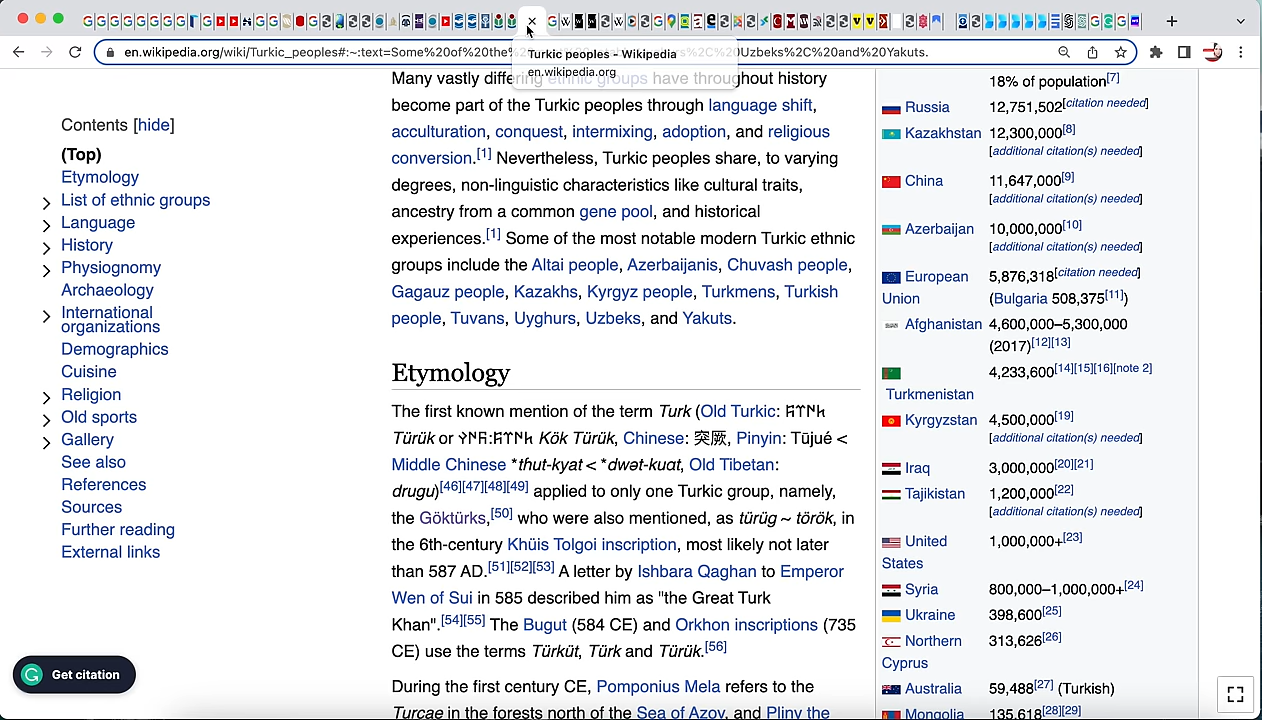 en.wikipedia.org/wiki/Turkic_peoples#:~:text=Some%20of%20the%
%2C%20Uzbeks%2C%20and%20Yakuts.
Turkic peoples – Wikipedia
en.wikipedia.org
Contents [hide]
(Top)
Etymology
List of ethnic groups
Language
History
Physiognomy
Archaeology
International
organizations
Demographics
Cuisine
Religion
Old sports
Gallery
See also
References
Sources
Further reading
External links
Get citation
Many vastly differing ethnic groups have throughout history
become part of the Turkic peoples through language shift,
acculturation, conquest, intermixing, adoption, and religious
conversion.[1] Nevertheless, Turkic peoples share, to varying
degrees, non-linguistic characteristics like cultural traits,
ancestry from a common gene pool, and historical
experiences.[1] Some of the most notable modern Turkic ethnic
groups include the Altai people, Azerbaijanis, Chuvash people,
Gagauz people, Kazakhs, Kyrgyz people, Turkmens, Turkish
people, Tuvans, Uyghurs, Uzbeks, and Yakuts.
Etymology
The first known mention of the term Turk (Old Turkic:
Türük or Kök Türük, Chinese: 突厥, Pinyin: Tūjué <
Middle Chinese *tħut-kyat < *dwət-kuɑt, Old Tibetan:
drugu)[46][47][48][49] applied to only one Turkic group, namely,
the Göktürks,[50] who were also mentioned, as türüg ~ török, in
the 6th-century Khüis Tolgoi inscription, most likely not later
than 587 AD.[51][52][53] A letter by Ishbara Qaghan to Emperor
Wen of Sui in 585 described him as "the Great Turk
Khan".[54][55] The Bugut (584 CE) and Orkhon inscriptions (735
CE) use the terms Türküt, Türk and Türük.[56]
During the first century CE, Pomponius Mela refers to the
Turcae in the forests north of the Sea of Azov, and Pliny the
18% of population[7]
Russia 12,751,502[citation needed]
Kazakhstan 12,300,000[8]
[additional citation(s) needed]
China 11,647,000[9]
[additional citation(s) needed]
Azerbaijan 10,000,000[10]
[additional citation(s) needed]
European 5,876,318[citation needed]
Union (Bulgaria 508,375[11])
Afghanistan 4,600,000–5,300,000
(2017)[12][13]
4,233,600[14][15][16][note 2]
Turkmenistan
Kyrgyzstan 4,500,000[19]
[additional citation(s) needed]
Iraq 3,000,000[20][21]
Tajikistan 1,200,000[22]
[additional citation(s) needed]
United 1,000,000+[23]
States
Syria 800,000–1,000,000+[24]
Ukraine 398,600[25]
Northern 313,626[26]
Cyprus
Australia 59,488[27] (Turkish)
Mongolia 135,618[28][29]